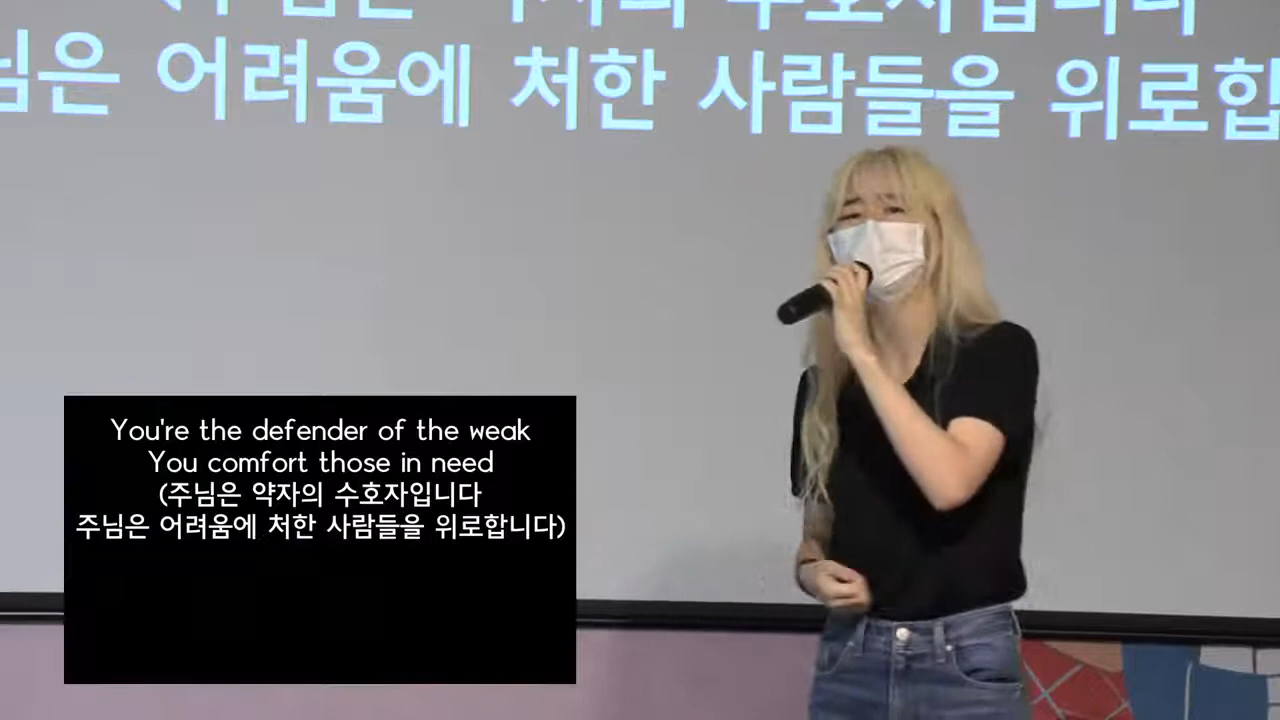 님은 어려움에 처한 사람들을 위로합
You're the defender of the weak
You comfort those in need
(주님은 약자의 수호자입니다
주님은 어려움에 처한 사람들을 위로합니다)